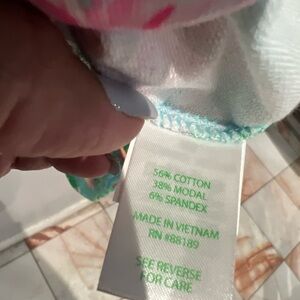 56% COTTON
38% MODAL
6% SPANDEX
MADE IN VIETNAM
RN #88189
SEE REVERSE
FOR CARE